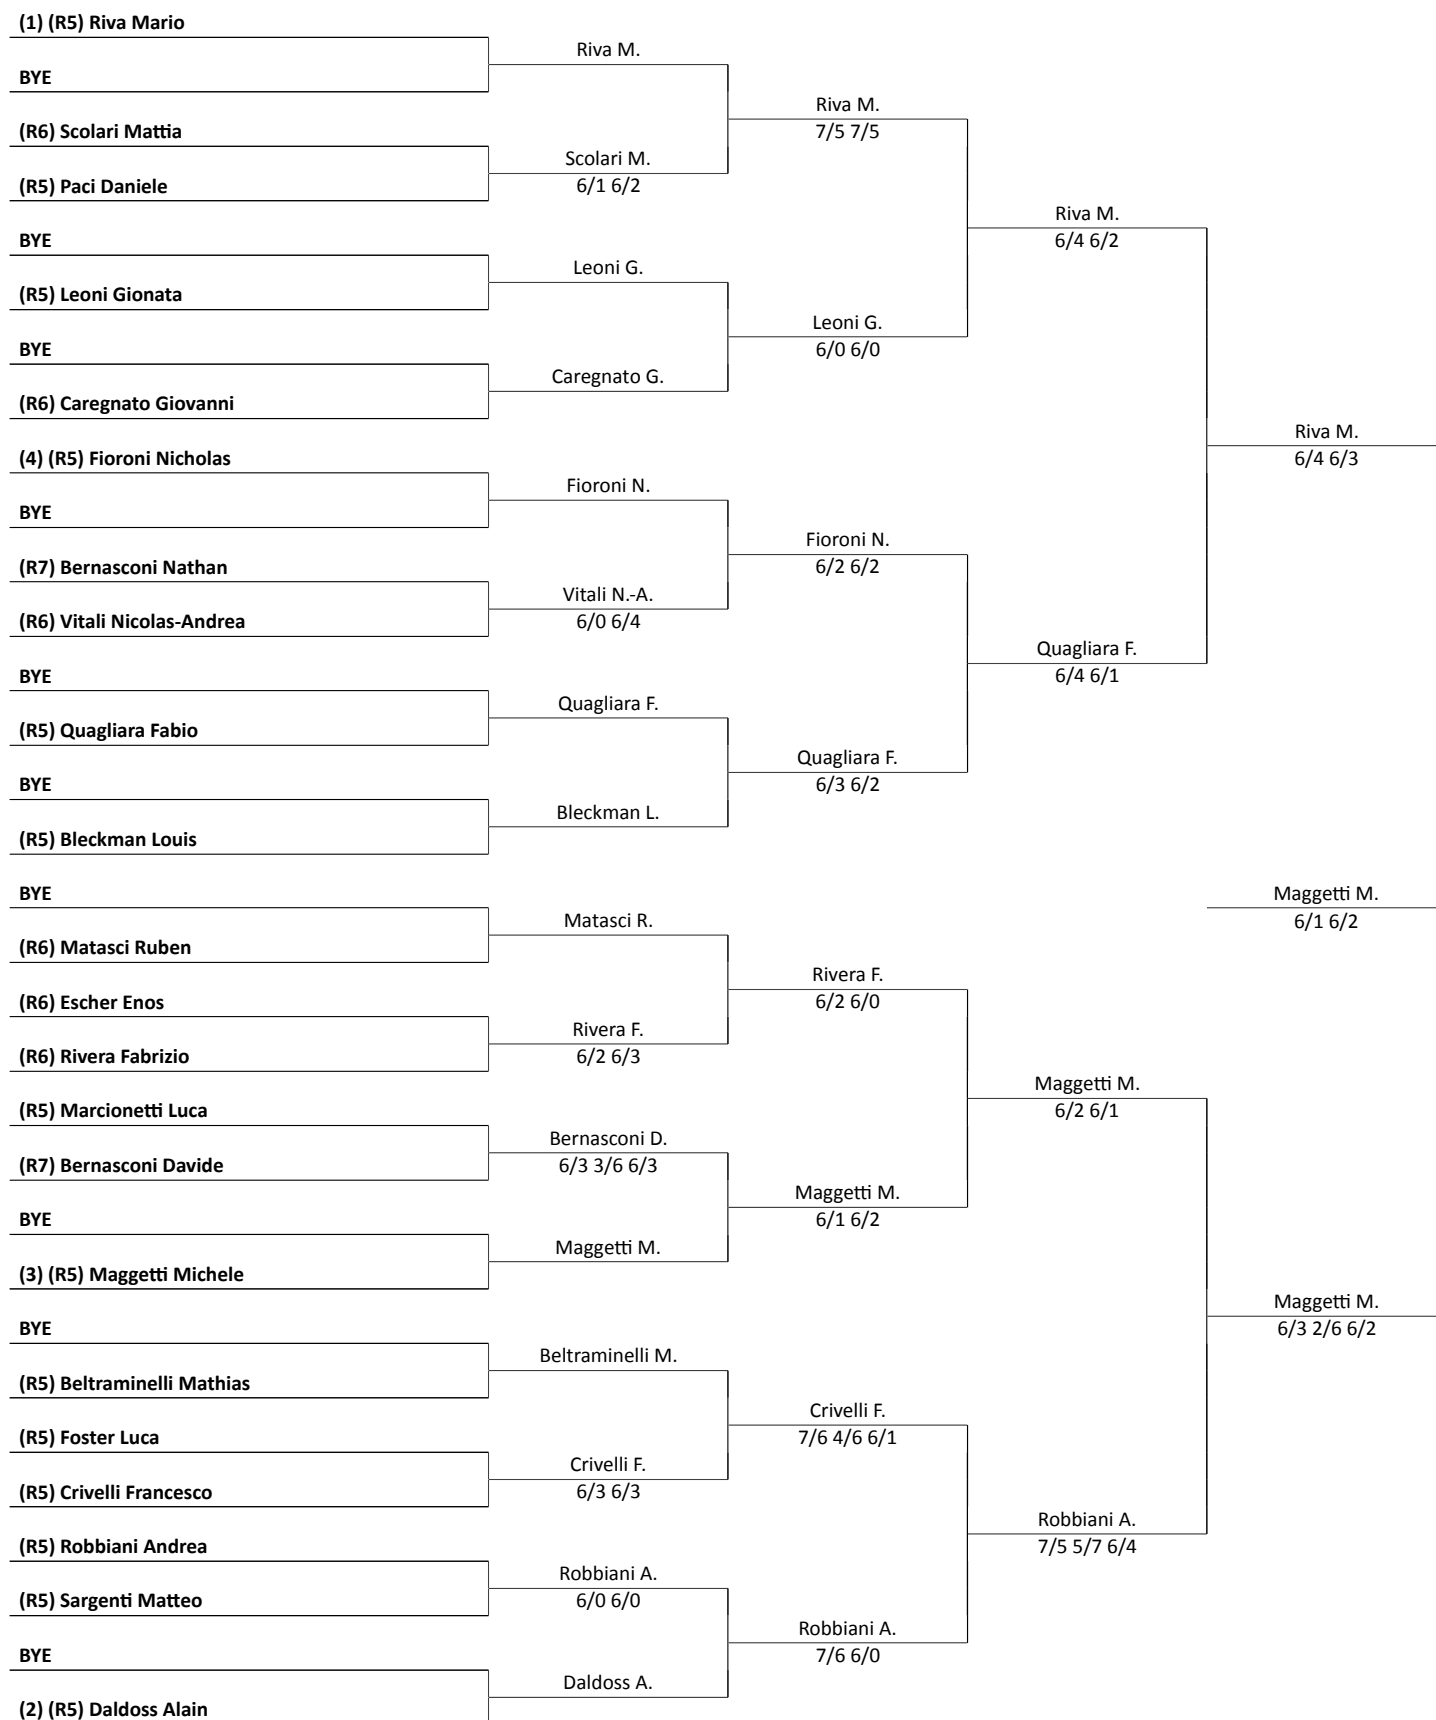 (1) (R5) Riva Mario
BYE
(R6) Scolari Mattia
(R5) Paci Daniele
BYE
(R5) Leoni Gionata
BYE
(R6) Caregnato Giovanni
(4) (R5) Fioroni Nicholas
BYE
(R7) Bernasconi Nathan
(R6) Vitali Nicolas-Andrea
BYE
(R5) Quagliara Fabio
BYE
(R5) Bleckman Louis
BYE
(R6) Matasci Ruben
(R6) Escher Enos
(R6) Rivera Fabrizio
(R5) Marcionetti Luca
(R7) Bernasconi Davide
BYE
(3) (R5) Maggetti Michele
BYE
(R5) Beltraminelli Mathias
(R5) Foster Luca
(R5) Crivelli Francesco
(R5) Robbiani Andrea
(R5) Sargenti Matteo
BYE
(2) (R5) Daldoss Alain
Riva M.
Scolari M.
6/1 6/2
Leoni G.
Caregnato G.
Fioroni N.
Vitali N.-A.
6/0 6/4
Quagliara F.
Bleckman L.
Matasci R.
Rivera F.
6/2 6/3
Bernasconi D.
6/3 3/6 6/3
Maggetti M.
Beltraminelli M.
Crivelli F.
6/3 6/3
Robbiani A.
6/0 6/0
Daldoss A.
Riva M.
7/5 7/5
Leoni G.
6/0 6/0
Fioroni N.
6/2 6/2
Quagliara F.
6/3 6/2
Rivera F.
6/2 6/0
Maggetti M.
6/1 6/2
Crivelli F.
7/6 4/6 6/1
Robbiani A.
7/6 6/0
Riva M.
6/4 6/2
Quagliara F.
6/4 6/1
Maggetti M.
6/2 6/1
Robbiani A.
7/5 5/7 6/4
Riva M.
6/4 6/3
Maggetti M.
6/1 6/2
Maggetti M.
6/3 2/6 6/2